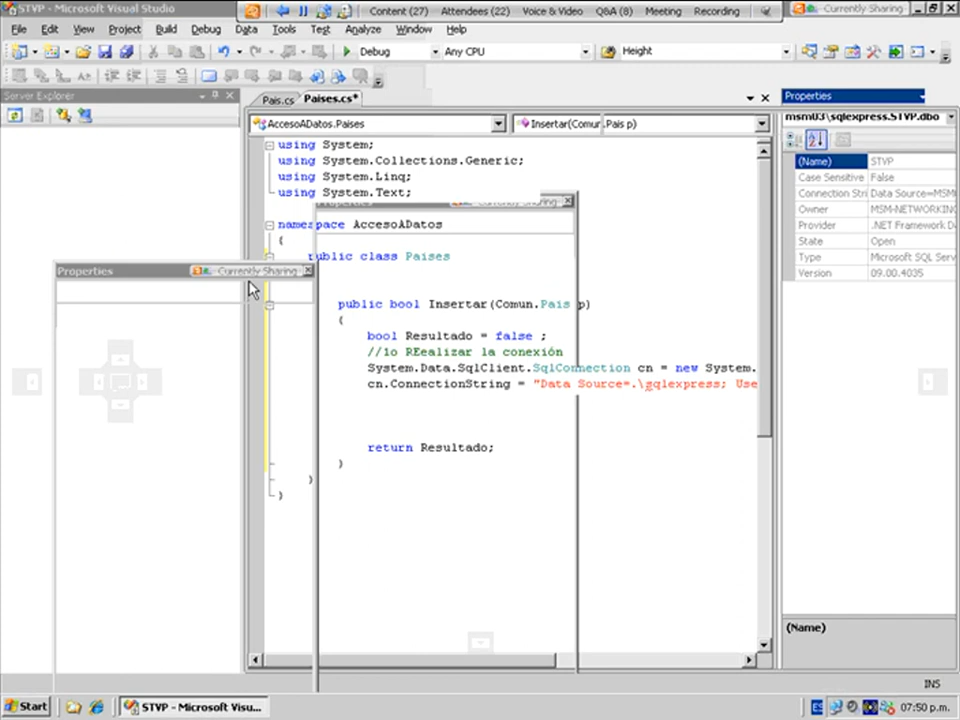 STVP - Microsoft Visual Studio
Content (27) Attendees (22) Voice & Video Q&A (8) Meeting Recording
Currently Sharing
File Edit View Project Build Debug Data Tools Test Analyze Window Help
Debug Any CPU Height
Server Explorer
Pais.cs Paises.cs*
Properties
AccesoADatos.Paises Insertar(Comun.Pais p)
msm03\sqlexpress.STVP.dbo
using System;
using System.Collections.Generic;
using System.Linq;
using System.Text;
(Name) STVP
Case Sensitive False
Connection Stri Data Source=MSM
Owner MSM-NETWORKING
Provider .NET Framework Da
State Open
Type Microsoft SQL Serv
Version 09.00.4035
Properties Currently Sharing
namespace AccesoADatos
{
public class Paises
Properties Currently Sharing
public bool Insertar(Comun.Pais p)
{
bool Resultado = false ;
//1o REealizar la conexión
System.Data.SqlClient.SqlConnection cn = new System.
cn.ConnectionString = "Data Source=.\sqlexpress; Use
return Resultado;
}
}
}
(Name)
INS
Start STVP - Microsoft Visu... ES 07:50 p.m.